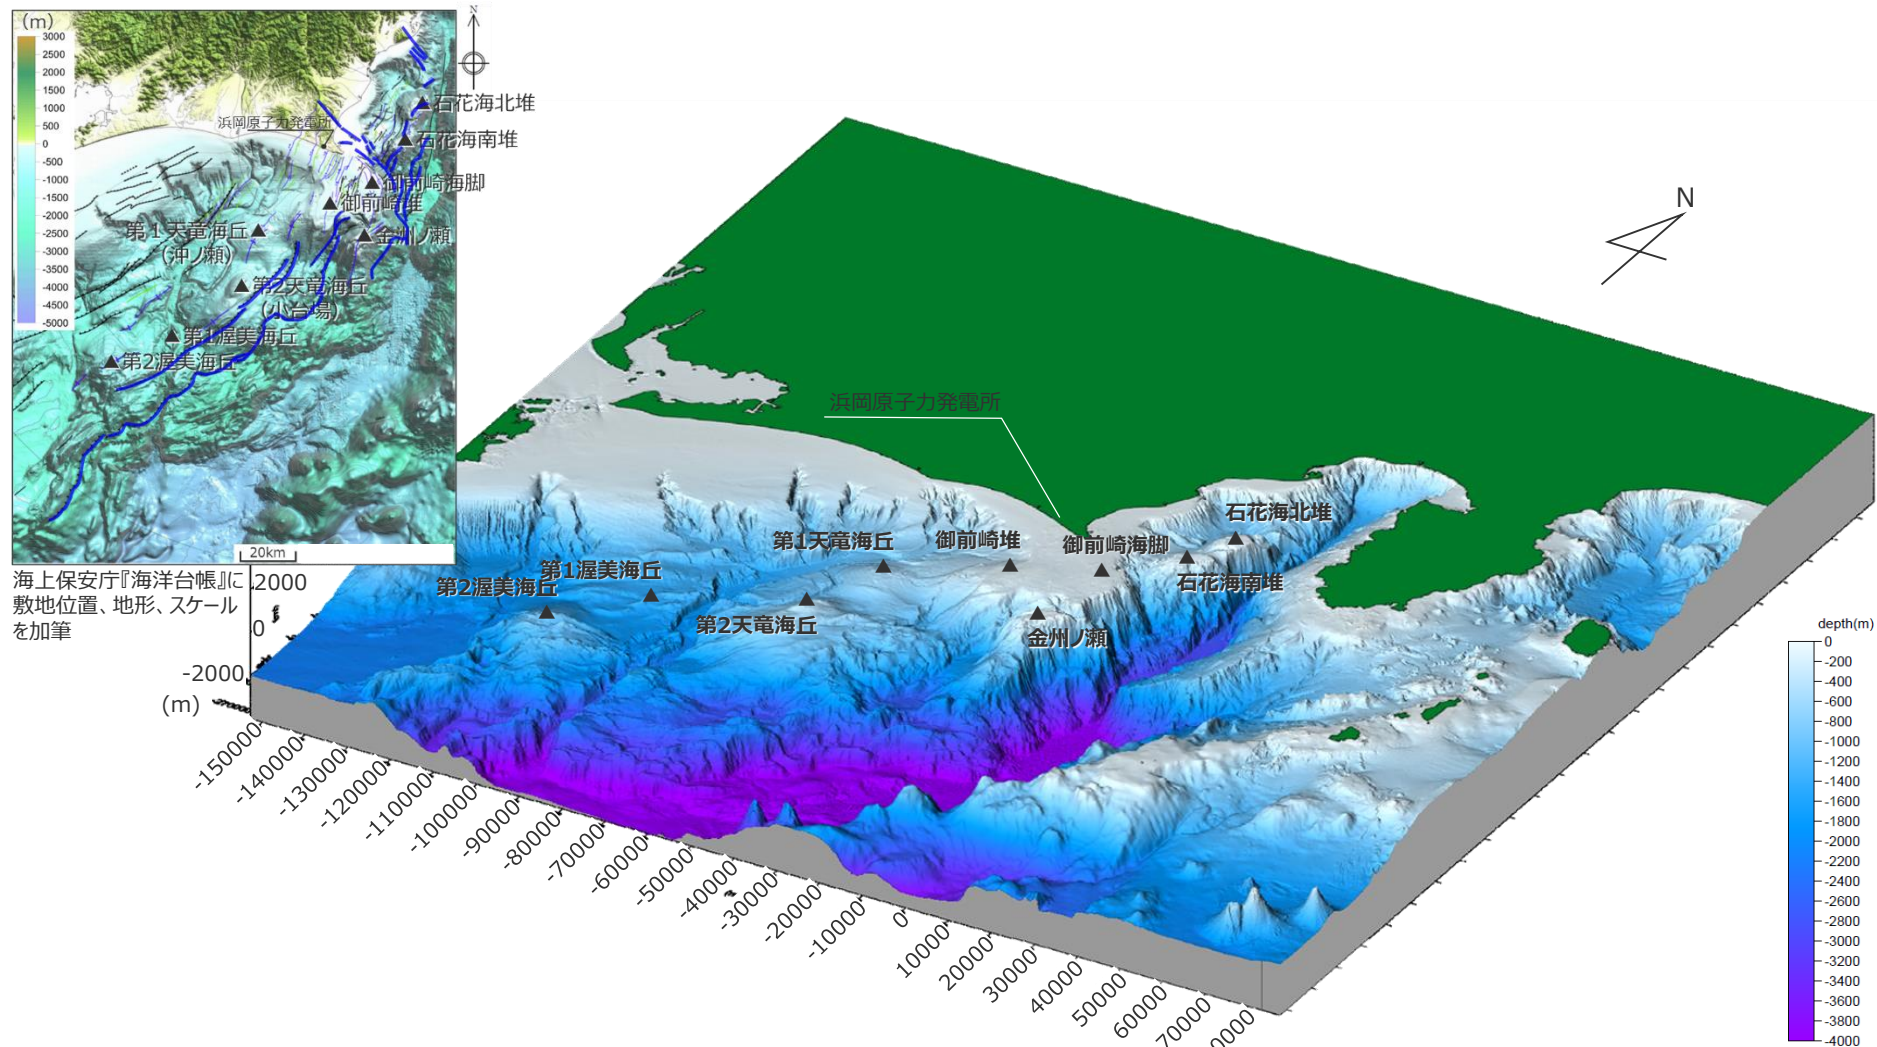 (m)
3000
2500
2000
1500
1000
500
0
-500
-1000
-1500
-2000
-2500
-3000
-3500
-4000
-4500
-5000
N
石花海北堆
浜岡原子力発電所
石花海南堆
御前崎海脚
御前崎堆
第1天竜海丘
(沖ノ瀬)
金洲ノ瀬
第2天竜海丘
(小台場)
第1渥美海丘
第2渥美海丘
20km
海上保安庁『海洋台帳』に
敷地位置、地形、スケール
を加筆
N
浜岡原子力発電所
石花海北堆
第1天竜海丘
御前崎堆
御前崎海脚
第1渥美海丘
第2渥美海丘
石花海南堆
第2天竜海丘
金洲ノ瀬
2000
0
-2000
(m)
-150000
-140000
-130000
-120000
-110000
-100000
-90000
-80000
-70000
-60000
-50000
-40000
-30000
-20000
-10000
0
10000
20000
30000
40000
50000
60000
70000
depth(m)
0
-200
-400
-600
-800
-1000
-1200
-1400
-1600
-1800
-2000
-2200
-2400
-2600
-2800
-3000
-3200
-3400
-3600
-3800
-4000